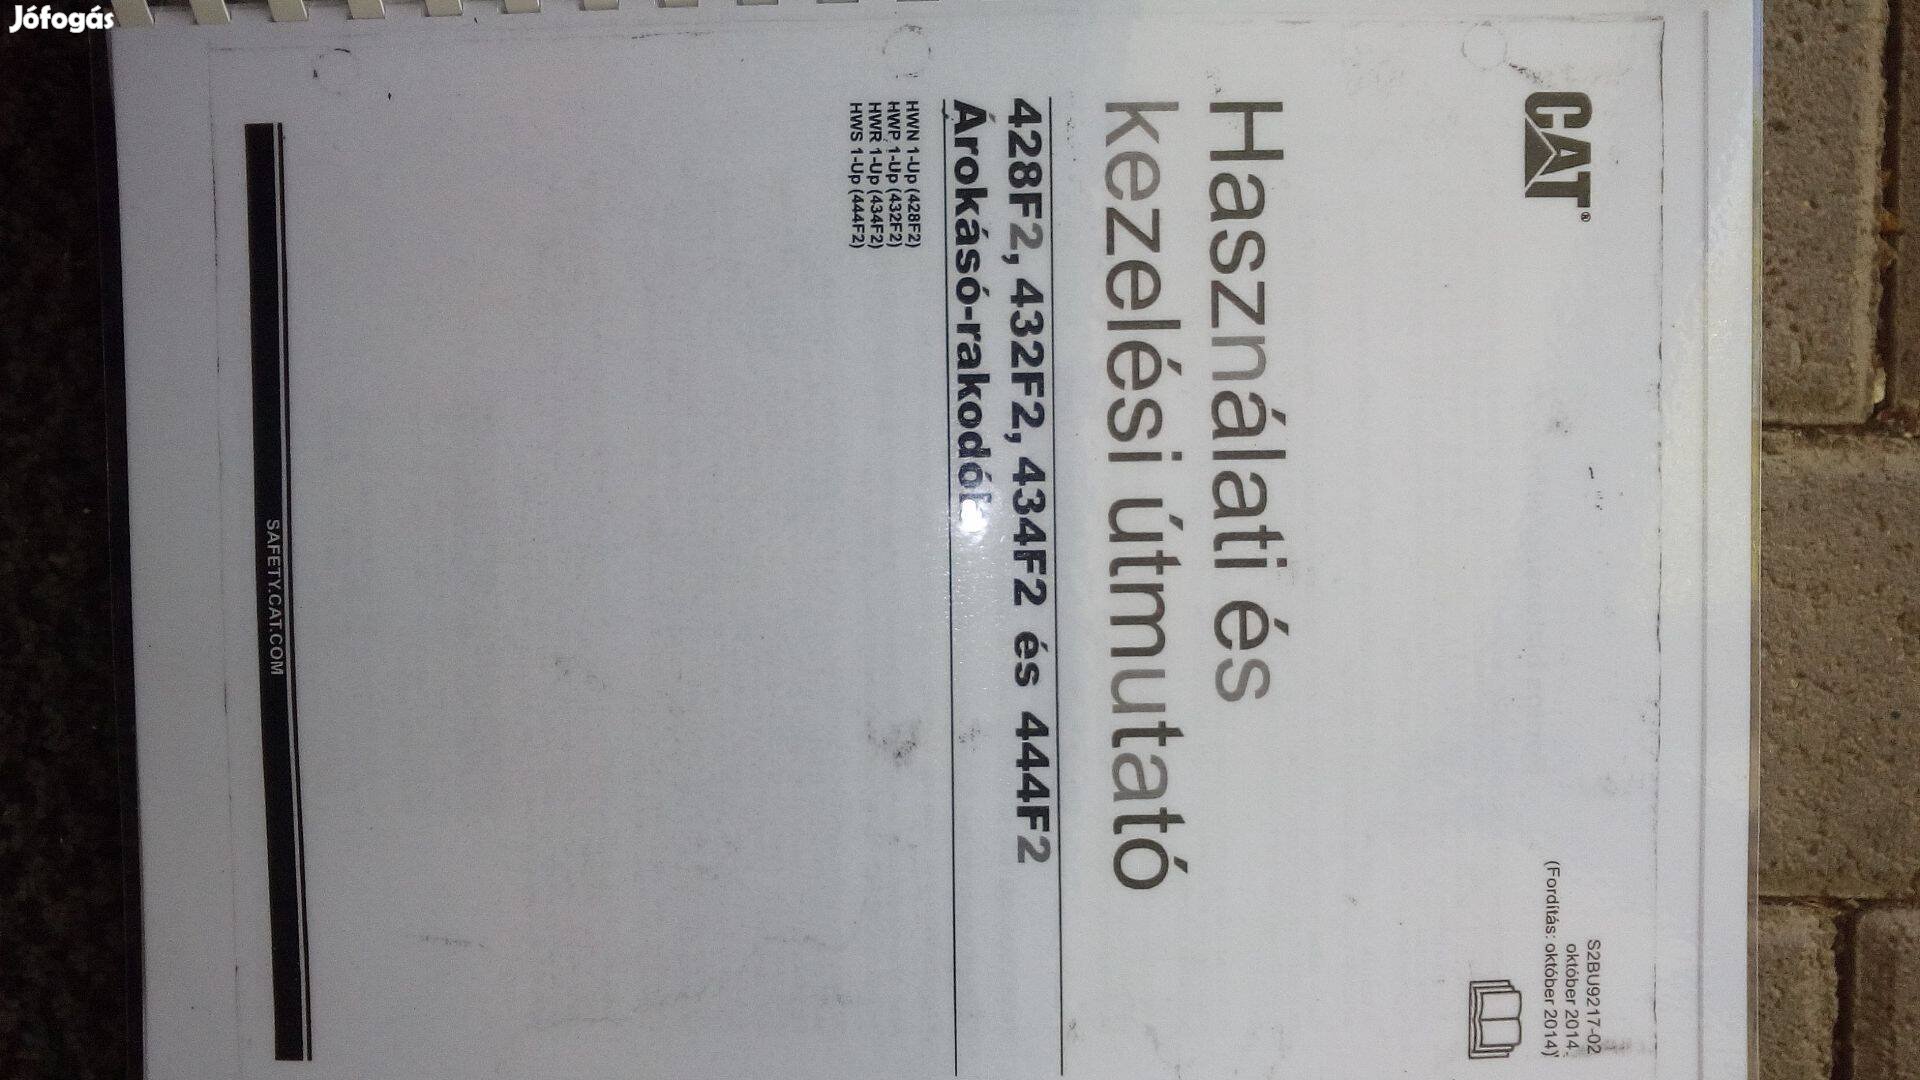 Jófogás
CAT®
S2BU9217-02
október 2014.
(Fordítás: október 2014)
Használati és
kezelési útmutató
428F2, 432F2, 434F2 és 444F2
Árokásó-rakodók
HWN 1-Up (428F2)
HWP 1-Up (432F2)
HWR 1-Up (434F2)
HWS 1-Up (444F2)
SAFETY.CAT.COM